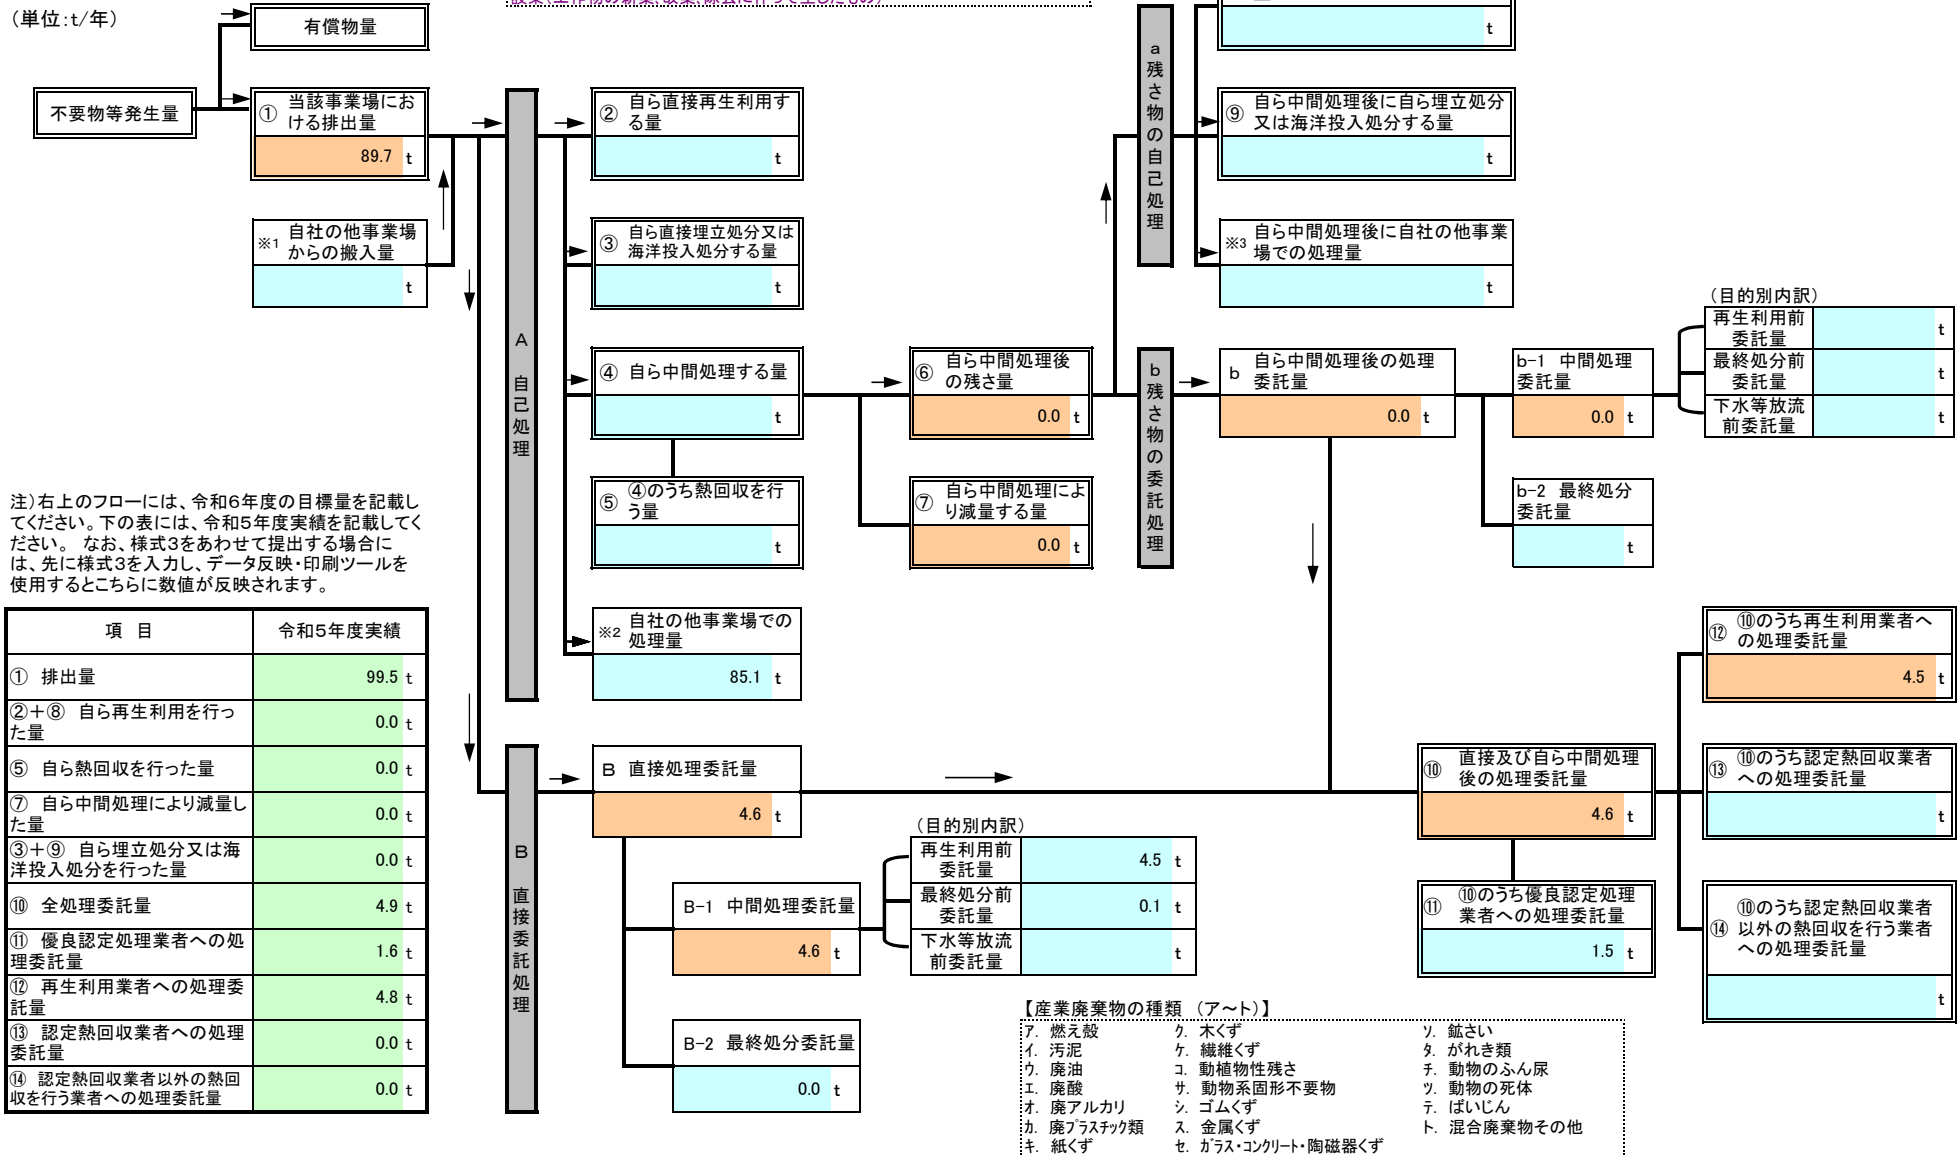 (単位:t/年)
有償物量
t
不要物等発生量
① 当該事業場にお
ける排出量
89.7 t
※1 自社の他事業場
からの搬入量
t
A 自己処理
② 自ら直接再生利用す
る量
t
③ 自ら直接埋立処分又は
海洋投入処分する量
t
④ 自ら中間処理する量
t
⑤ ④のうち熱回収を行
う量
t
※2 自社の他事業場での
処理量
85.1 t
⑥ 自ら中間処理後
の残さ量
0.0 t
⑦ 自ら中間処理によ
り減量する量
0.0 t
a 残さ物の自己処理
⑨ 自ら中間処理後に自ら埋立処分
又は海洋投入処分する量
t
※3 自ら中間処理後に自社の他事業
場での処理量
t
b 残さ物の委託処理
b 自ら中間処理後の処理
委託量
0.0 t
b-1 中間処理
委託量
0.0 t
b-2 最終処分
委託量
t
(目的別内訳)
再生利用前
委託量
t
最終処分前
委託量
t
下水等放流
前委託量
t
注)右上のフローには、令和6年度の目標量を記載し
てください。下の表には、令和5年度実績を記載してく
ださい。 なお、様式3をあわせて提出する場合に
は、先に様式3を入力し、データ反映・印刷ツールを
使用するとこちらに数値が反映されます。
項 目 令和5年度実績
① 排出量 99.5 t
②+⑧ 自ら再生利用を行っ
た量 0.0 t
⑤ 自ら熱回収を行った量 0.0 t
⑦ 自ら中間処理により減量し
た量 0.0 t
③+⑨ 自ら埋立処分又は海
洋投入処分を行った量 0.0 t
⑩ 全処理委託量 4.9 t
⑪ 優良認定処理業者への処
理委託量 1.6 t
⑫ 再生利用業者への処理委
託量 4.8 t
⑬ 認定熱回収業者への処理
委託量 0.0 t
⑭ 認定熱回収業者以外の熱回
収を行う業者への処理委託量 0.0 t
B 直接委託処理
B 直接処理委託量
4.6 t
B-1 中間処理委託量
4.6 t
B-2 最終処分委託量
0.0 t
(目的別内訳)
再生利用前
委託量
4.5 t
最終処分前
委託量
0.1 t
下水等放流
前委託量
t
⑩ 直接及び自ら中間処理
後の処理委託量
4.6 t
⑪ ⑩のうち優良認定処理
業者への処理委託量
1.5 t
⑫ ⑩のうち再生利用業者へ
の処理委託量
4.5 t
⑬ ⑩のうち認定熱回収業者
への処理委託量
t
⑭ ⑩のうち認定熱回収業者
以外の熱回収を行う業者
への処理委託量
t
【産業廃棄物の種類 (ア~ト)】
ア. 燃え殻 ク. 木くず ソ. 鉱さい
イ. 汚泥 ケ. 繊維くず タ. がれき類
ウ. 廃油 コ. 動植物性残さ チ. 動物のふん尿
エ. 廃酸 サ. 動物系固形不要物 ツ. 動物の死体
オ. 廃アルカリ シ. ゴムくず テ. ばいじん
カ. 廃プラスチック類 ス. 金属くず ト. 混合廃棄物その他
キ. 紙くず セ. ガラス・コンクリート・陶磁器くず